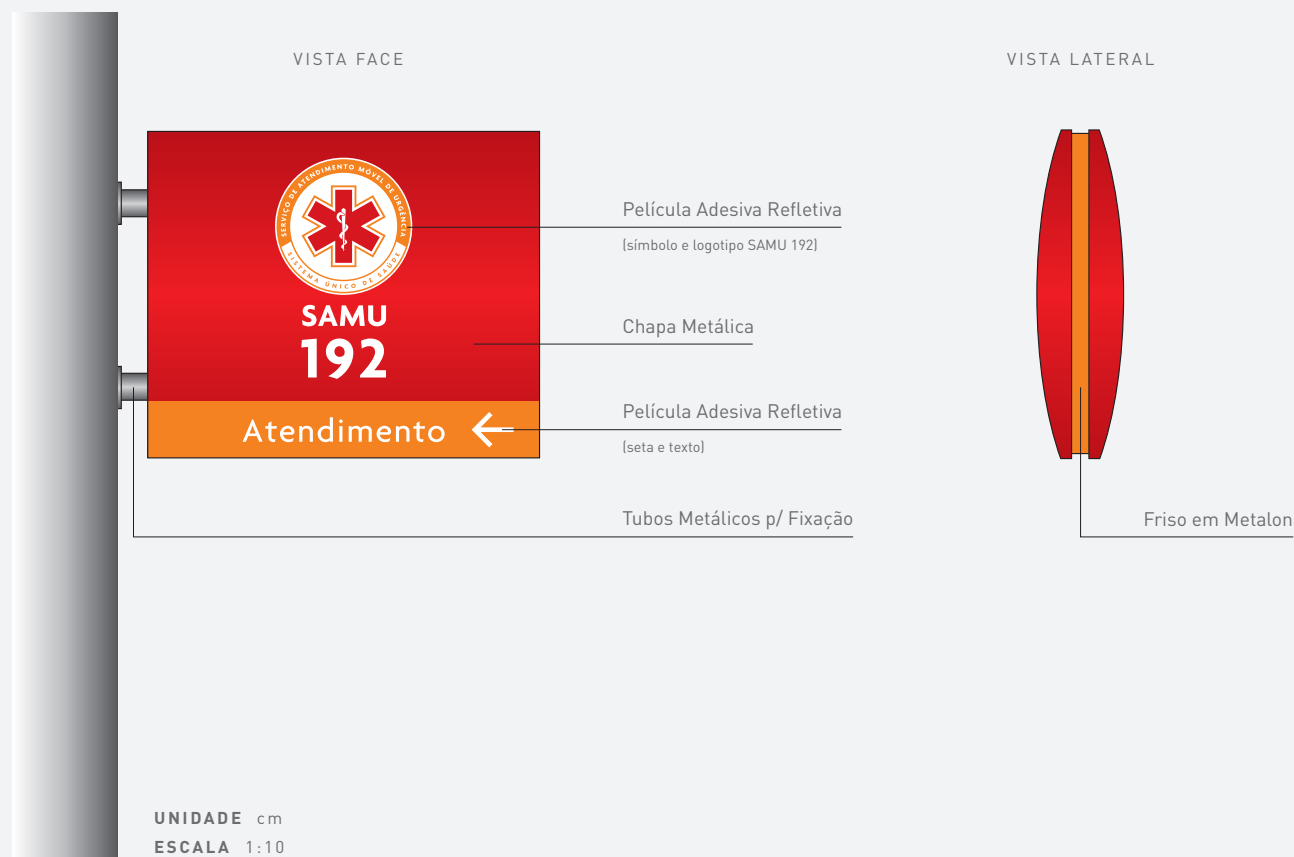 VISTA FACE
VISTA LATERAL
SERVIÇO DE ATENDIMENTO MÓVEL DE URGÊNCIA
SISTEMA ÚNICO DE SAÚDE
SAMU
192
Atendimento
Película Adesiva Refletiva
(símbolo e logotipo SAMU 192)
Chapa Metálica
Película Adesiva Refletiva
(seta e texto)
Tubos Metálicos p/ Fixação
Friso em Metalon
UNIDADE cm
ESCALA 1:10